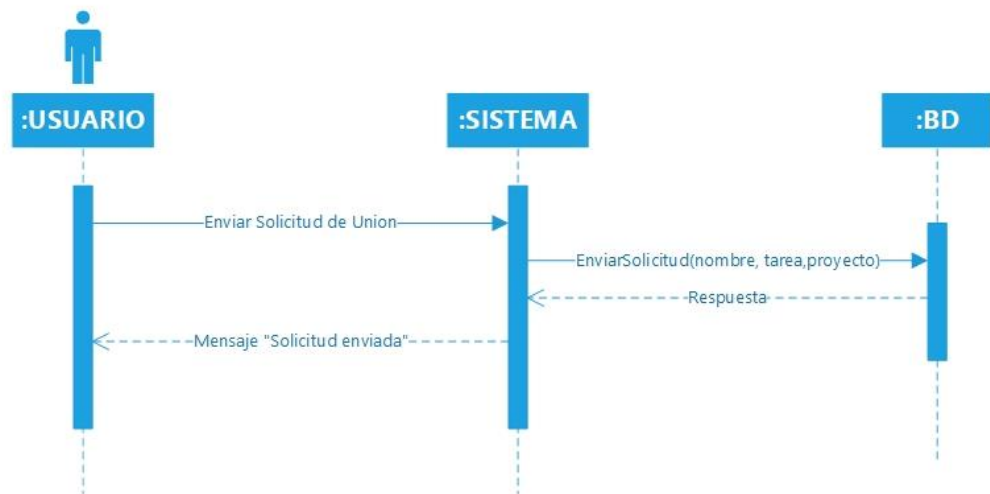 :USUARIO
:SISTEMA
:BD
Enviar Solicitud de Union
EnviarSolicitud(nombre, tarea,proyecto)
Respuesta
Mensaje "Solicitud enviada"